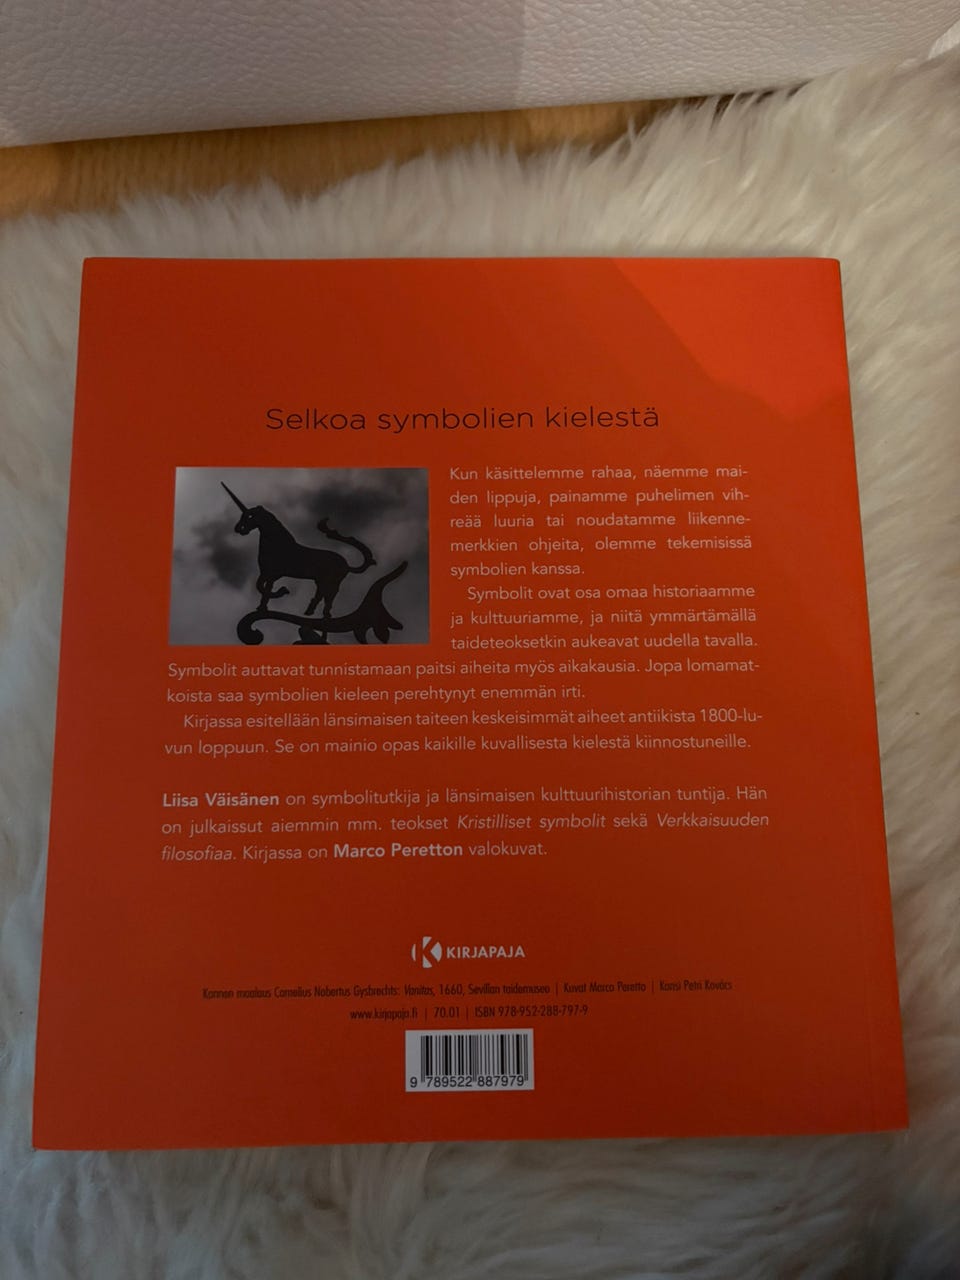 Selkoa symbolien kielestä
Kun käsittelemme rahaa, näemme mai-
den lippuja, painamme puhelimen vih-
reää luuria tai noudatamme liikenne-
merkkien ohjeita, olemme tekemisissä
symbolien kanssa.
Symbolit ovat osa omaa historiaamme
ja kulttuuriamme, ja niitä ymmärtämällä
taideteoksetkin aukeavat uudella tavalla.
Symbolit auttavat tunnistamaan paitsi aiheita myös aikakausia. Jopa lomamat-
koista saa symbolien kieleen perehtynyt enemmän irti.
Kirjassa esitellään länsimaisen taiteen keskeisimmät aiheet antiikista 1800-lu-
vun loppuun. Se on mainio opas kaikille kuvallisesta kielestä kiinnostuneille.
Liisa Väisänen on symbolitutkija ja länsimaisen kulttuurihistorian tuntija. Hän
on julkaissut aiemmin mm. teokset Kristilliset symbolit sekä Verkkaisuuden
filosofiaa. Kirjassa on Marco Peretton valokuvat.
K KIRJAPAJA
Kannen maalaus Cornelius Nobertus Gysbrechts: Vanitas, 1660, Sevillan taidemuseo | Kuvat Marco Peretto | Kansi Petri Kovács
www.kirjapaja.fi | 70.01 | ISBN 978-952-288-797-9
9 789522 887979